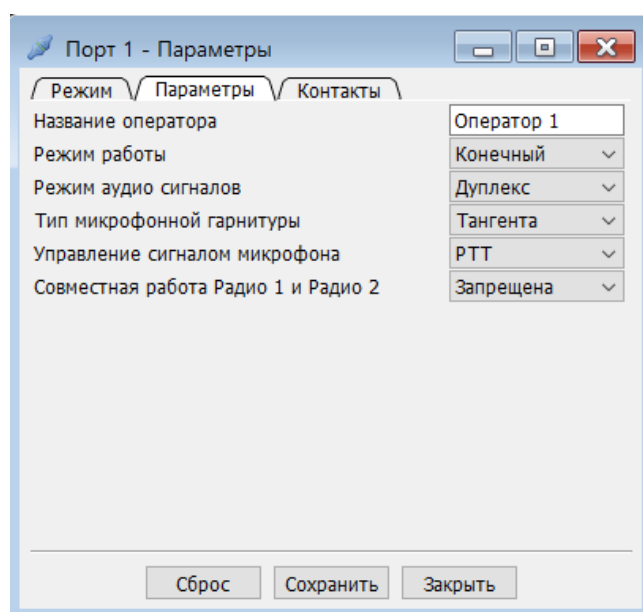 Порт 1 - Параметры
Режим Параметры Контакты
Название оператора Оператор 1
Режим работы Конечный
Режим аудио сигналов Дуплекс
Тип микрофонной гарнитуры Тангента
Управление сигналом микрофона РТТ
Совместная работа Радио 1 и Радио 2 Запрещена
Сброс Сохранить Закрыть